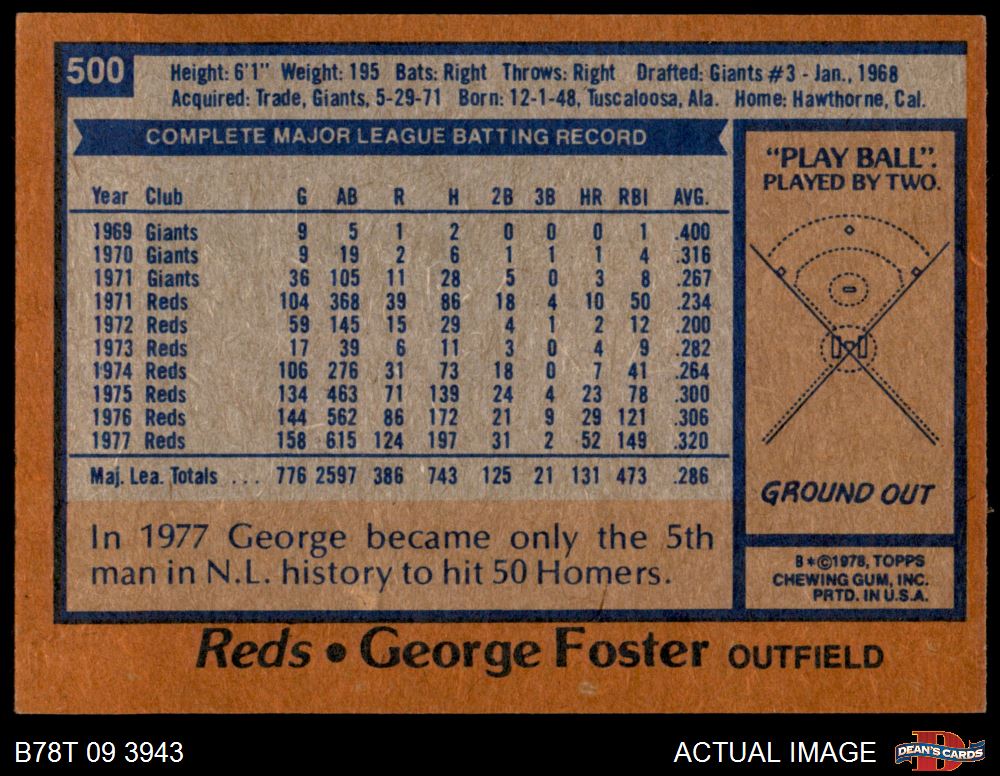 500
Height: 6'1" Weight: 195 Bats: Right Throws: Right Drafted: Giants #3 - Jan., 1968
Acquired: Trade, Giants, 5-29-71 Born: 12-1-48, Tuscaloosa, Ala. Home: Hawthorne, Cal.
COMPLETE MAJOR LEAGUE BATTING RECORD
Year Club G AB R H 2B 3B HR RBI AVG.
1969 Giants 9 5 1 2 0 0 0 1 .400
1970 Giants 9 19 2 6 1 1 1 4 .316
1971 Giants 36 105 11 28 5 0 3 8 .267
1971 Reds 104 368 39 86 18 4 10 50 .234
1972 Reds 59 145 15 29 4 1 2 12 .200
1973 Reds 17 39 6 11 3 0 4 9 .282
1974 Reds 106 276 31 73 18 0 7 41 .264
1975 Reds 134 463 71 139 24 4 23 78 .300
1976 Reds 144 562 86 172 21 9 29 121 .306
1977 Reds 158 615 124 197 31 2 52 149 .320
Maj. Lea. Totals ... 776 2597 386 743 125 21 131 473 .286
In 1977 George became only the 5th
man in N.L. history to hit 50 Homers.
"PLAY BALL".
PLAYED BY TWO.
GROUND OUT
B*©1978, TOPPS
CHEWING GUM, INC.
PRTD. IN U.S.A.
Reds • George Foster OUTFIELD
B78T 09 3943
ACTUAL IMAGE
D
DEAN'S CARDS